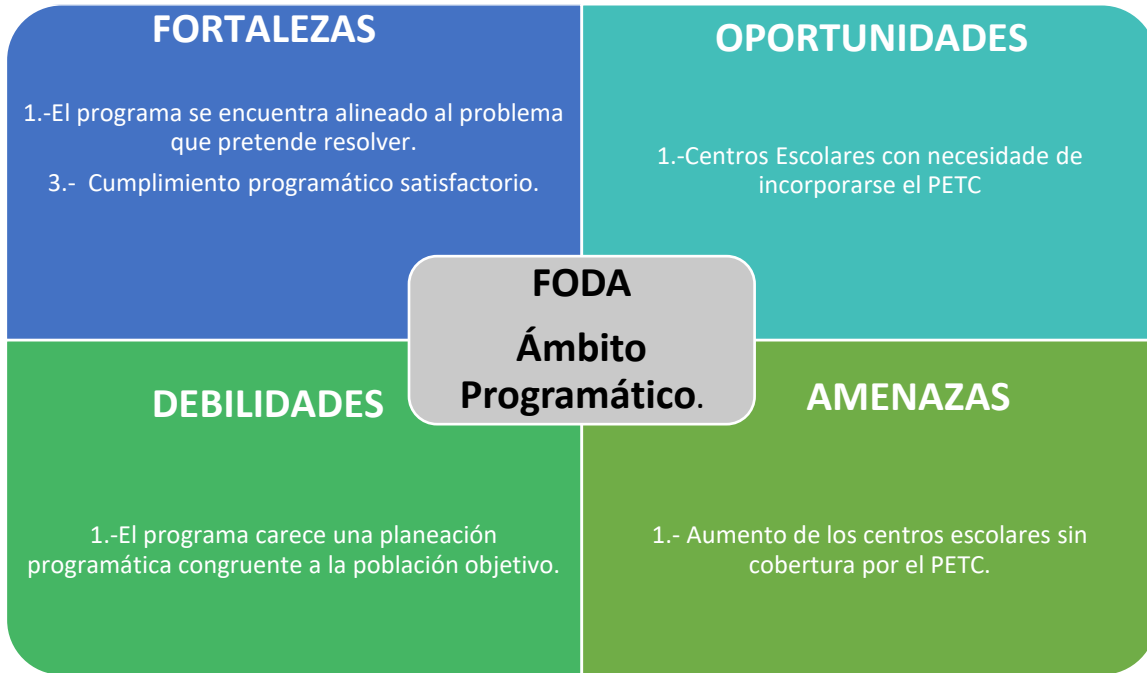 FORTALEZAS
1.-El programa se encuentra alineado al problema
que pretende resolver.
3.- Cumplimiento programático satisfactorio.
OPORTUNIDADES
1.-Centros Escolares con necesidade de
incorporarse el PETC
FODA
Ámbito
Programático.
DEBILIDADES
1.-El programa carece una planeación
programática congruente a la población objetivo.
AMENAZAS
1.- Aumento de los centros escolares sin
cobertura por el PETC.